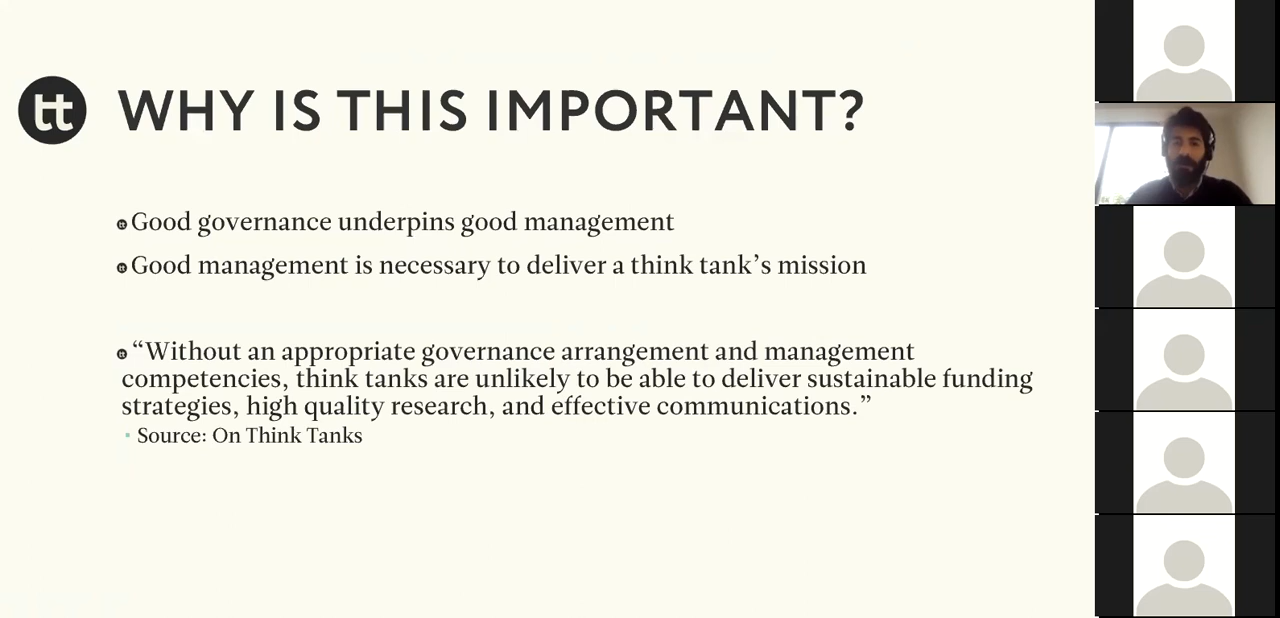 tt
WHY IS THIS IMPORTANT?
Good governance underpins good management
Good management is necessary to deliver a think tank’s mission
“Without an appropriate governance arrangement and management
competencies, think tanks are unlikely to be able to deliver sustainable funding
strategies, high quality research, and effective communications.”
Source: On Think Tanks